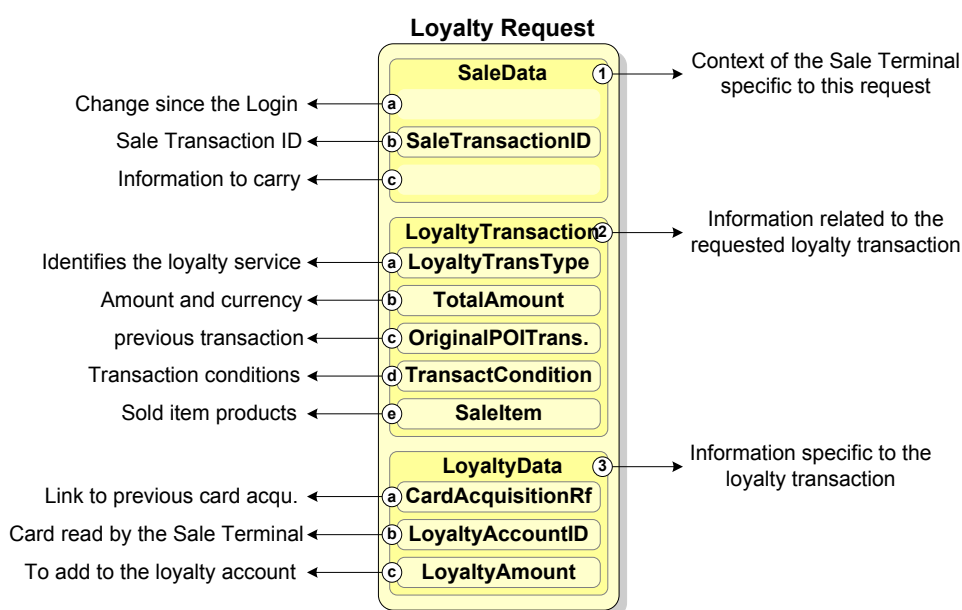 Loyalty Request
SaleData
1
Context of the Sale Terminal
specific to this request
Change since the Login
a
Sale Transaction ID
b
SaleTransactionID
Information to carry
c
LoyaltyTransaction
2
Information related to the
requested loyalty transaction
Identifies the loyalty service
a
LoyaltyTransType
Amount and currency
b
TotalAmount
previous transaction
c
OriginalPOITrans.
Transaction conditions
d
TransactCondition
Sold item products
e
SaleItem
LoyaltyData
3
Information specific to the
loyalty transaction
Link to previous card acqu.
a
CardAcquisitionRf
Card read by the Sale Terminal
b
LoyaltyAccountID
To add to the loyalty account
c
LoyaltyAmount